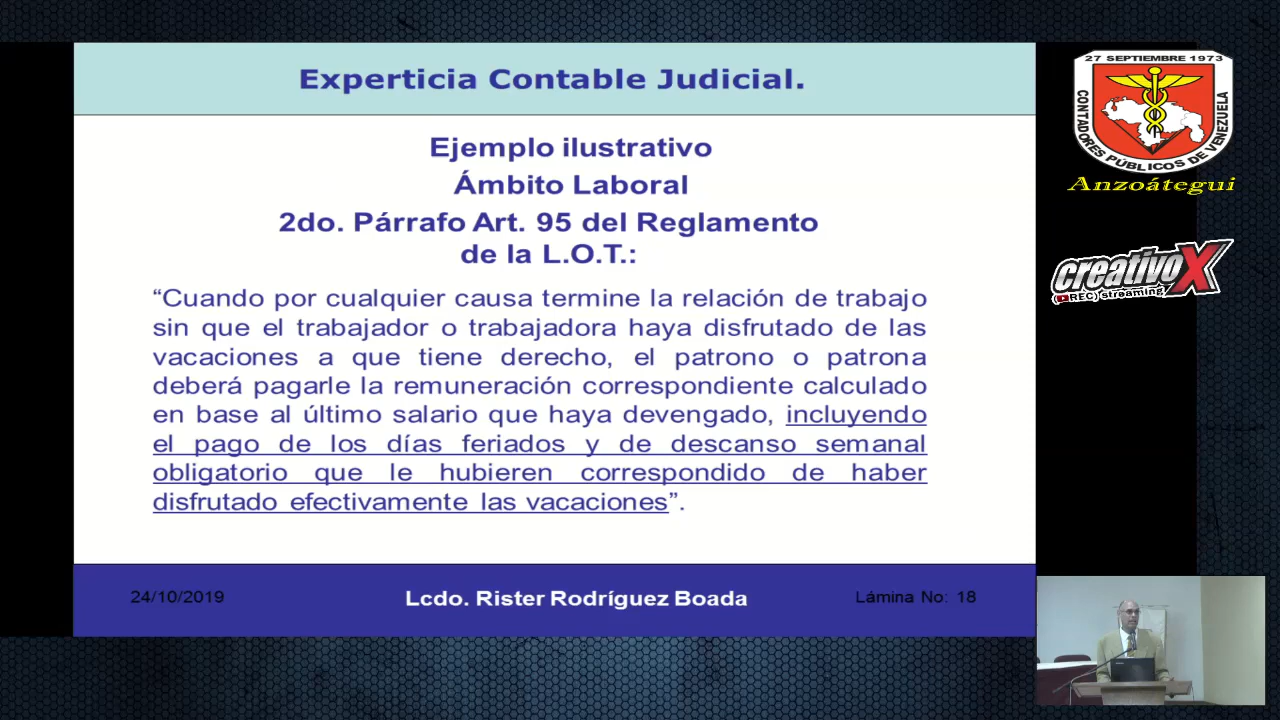 Experticia Contable Judicial.
Ejemplo ilustrativo
Ámbito Laboral
2do. Párrafo Art. 95 del Reglamento
de la L.O.T.:
“Cuando por cualquier causa termine la relación de trabajo
sin que el trabajador o trabajadora haya disfrutado de las
vacaciones a que tiene derecho, el patrono o patrona
deberá pagarle la remuneración correspondiente calculado
en base al último salario que haya devengado, incluyendo
el pago de los días feriados y de descanso semanal
obligatorio que le hubieren correspondido de haber
disfrutado efectivamente las vacaciones”.
24/10/2019
Lcdo. Rister Rodríguez Boada
Lámina No: 18
27 SEPTIEMBRE 1973
CONTADORES PÚBLICOS DE VENEZUELA
Anzoátegui
creativoX
(REC) streaming